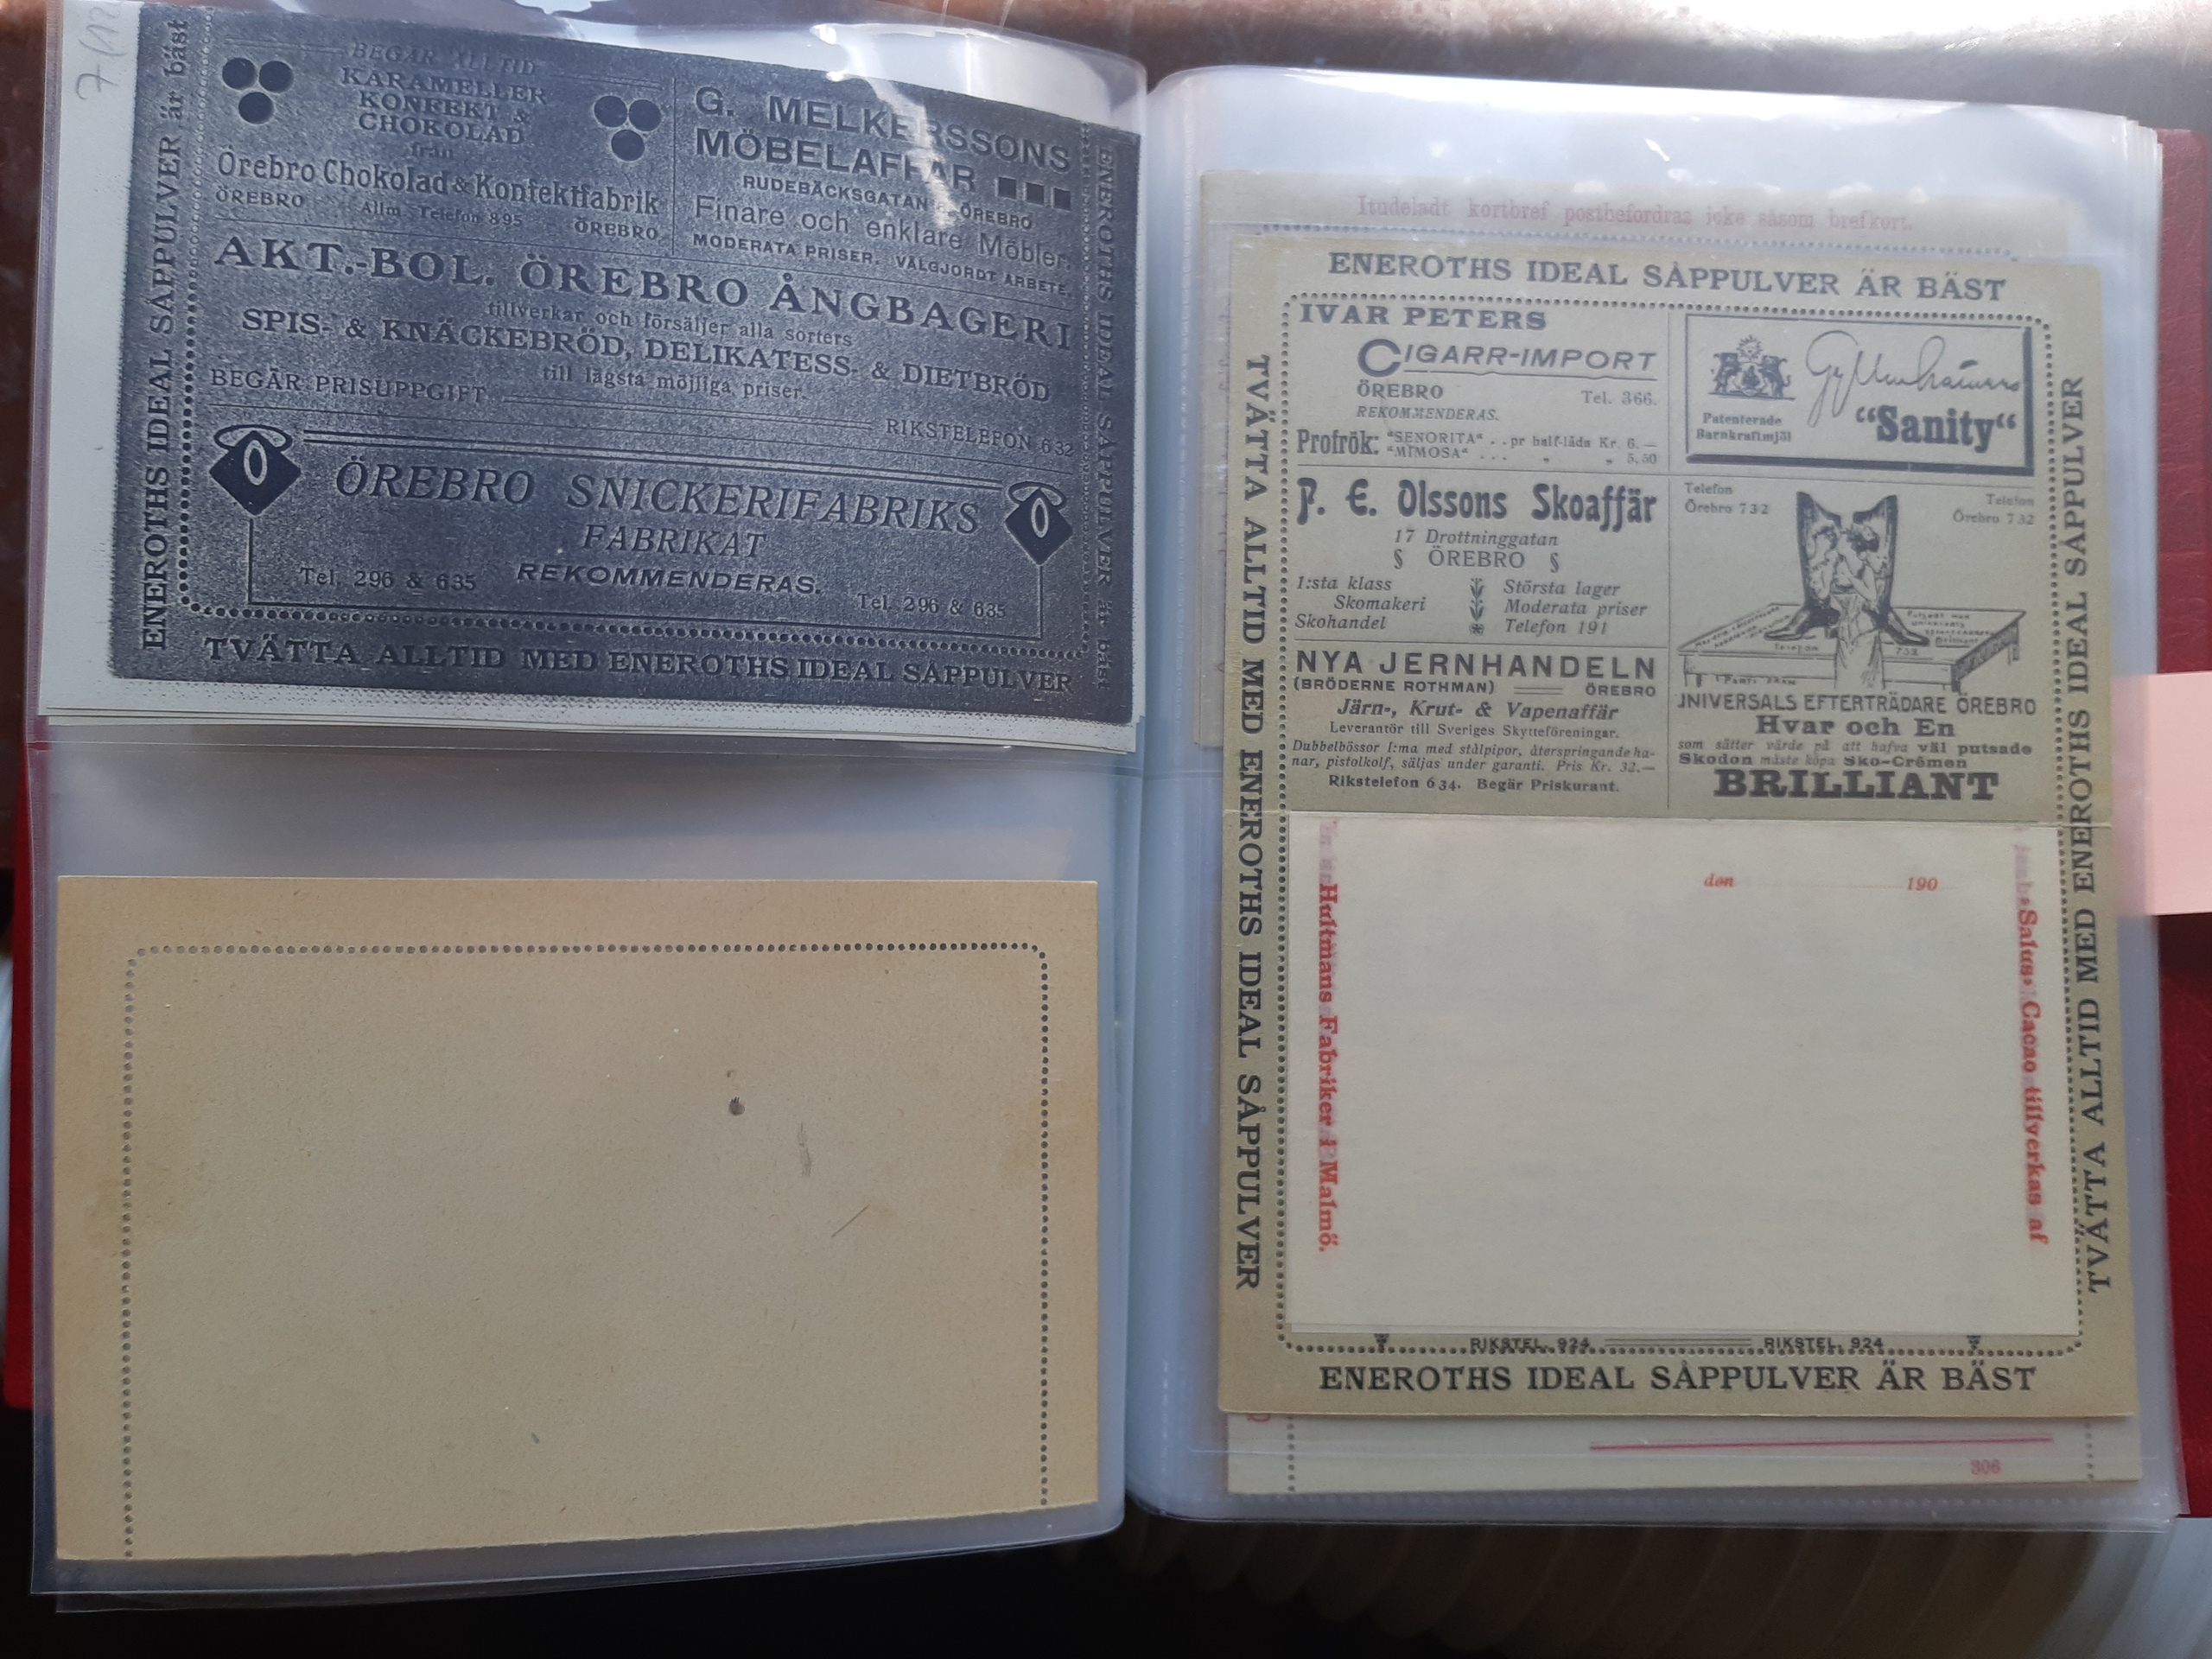 7 (12
ENEROTHS IDEAL SÅPPULVER är bäst
BEGÄR ALLTID
KARAMELLER
KONFEKT &
CHOKOLAD
från
Örebro Chokolad & Konfektfabrik
ÖREBRO Allm. Telefon 895 ÖREBRO
G. MELKERSSONS
MÖBELAFFÄR
RUDEBÄCKSGATAN ÖREBRO
Finare och enklare Möbler.
MODERATA PRISER. VÄLGJORDT ARBETE.
AKT.-BOL. ÖREBRO ÅNGBAGERI
tillverkar och försäljer alla sorters
SPIS- & KNÄCKEBRÖD, DELIKATESS- & DIETBRÖD
till lägsta möjliga priser.
BEGÄR PRISUPPGIFT
RIKSTELEFON 632
ÖREBRO SNICKERIFABRIKS
FABRIKAT
REKOMMENDERAS.
Tel. 296 & 635
Tel. 296 & 635
ENEROTHS IDEAL SÅPPULVER är bäst
TVÄTTA ALLTID MED ENEROTHS IDEAL SÅPPULVER
kortbref postbefordras icke såsom brefkort.
ENEROTHS IDEAL SÅPPULVER ÄR BÄST
TVÄTTA ALLTID MED ENEROTHS IDEAL SÅPPULVER
IVAR PETERS
CIGARR-IMPORT
ÖREBRO Tel. 366.
REKOMMENDERAS.
Profrök: "SENORITA" . . pr half-låda Kr. 6.—
"MIMOSA" . . . „ „ 5,50
Patenterade
Barnkraftmjöl
"Sanity"
F. E. Olssons Skoaffär
17 Drottninggatan
§ ÖREBRO §
1:sta klass
Skomakeri
Skohandel
Största lager
Moderata priser
Telefon 191
Telefon
Örebro 732
Telefon
Örebro 732
Telefon 732
NYA JERNHANDELN
(BRÖDERNE ROTHMAN) ÖREBRO
Järn-, Krut- & Vapenaffär
Leverantör till Sveriges Skytteföreningar.
Dubbelbössor I:ma med stålpipor, återspringande ha-
nar, pistolkolf, säljas under garanti. Pris Kr. 32.—
Rikstelefon 634. Begär Priskurant.
UNIVERSALS EFTERTRÄDARE ÖREBRO
Hvar och En
som sätter värde på att hafva väl putsade
Skodon måste köpa Sko-Crêmen
BRILLIANT
TVÄTTA ALLTID MED ENEROTHS IDEAL SÅPPULVER
den 190
Hultmans Fabriker i Malmö.
»Salus» Cacao tillverkas af
RIKSTEL. 924 RIKSTEL. 924
ENEROTHS IDEAL SÅPPULVER ÄR BÄST
306